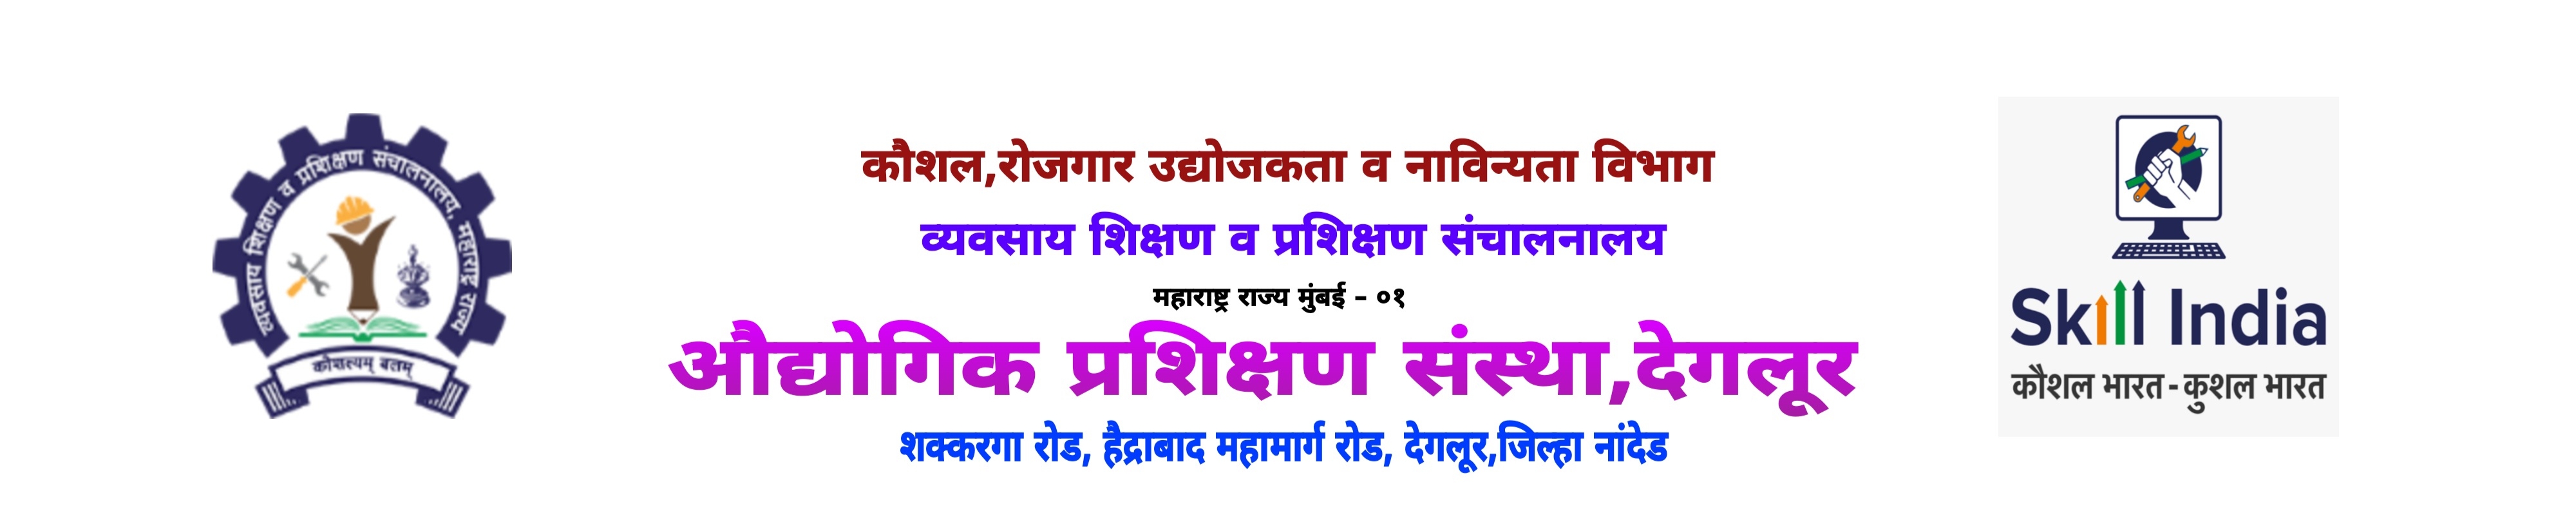 व्यवसाय शिक्षण व प्रशिक्षण संचालनालय, महाराष्ट्र राज्य
कौशल्यम् बलम्
कौशल,रोजगार उद्योजकता व नाविन्यता विभाग
व्यवसाय शिक्षण व प्रशिक्षण संचालनालय
महाराष्ट्र राज्य मुंबई – ०१
औद्योगिक प्रशिक्षण संस्था,देगलूर
शक्करगा रोड, हैद्राबाद महामार्ग रोड, देगलूर,जिल्हा नांदेड
Skill India
कौशल भारत - कुशल भारत